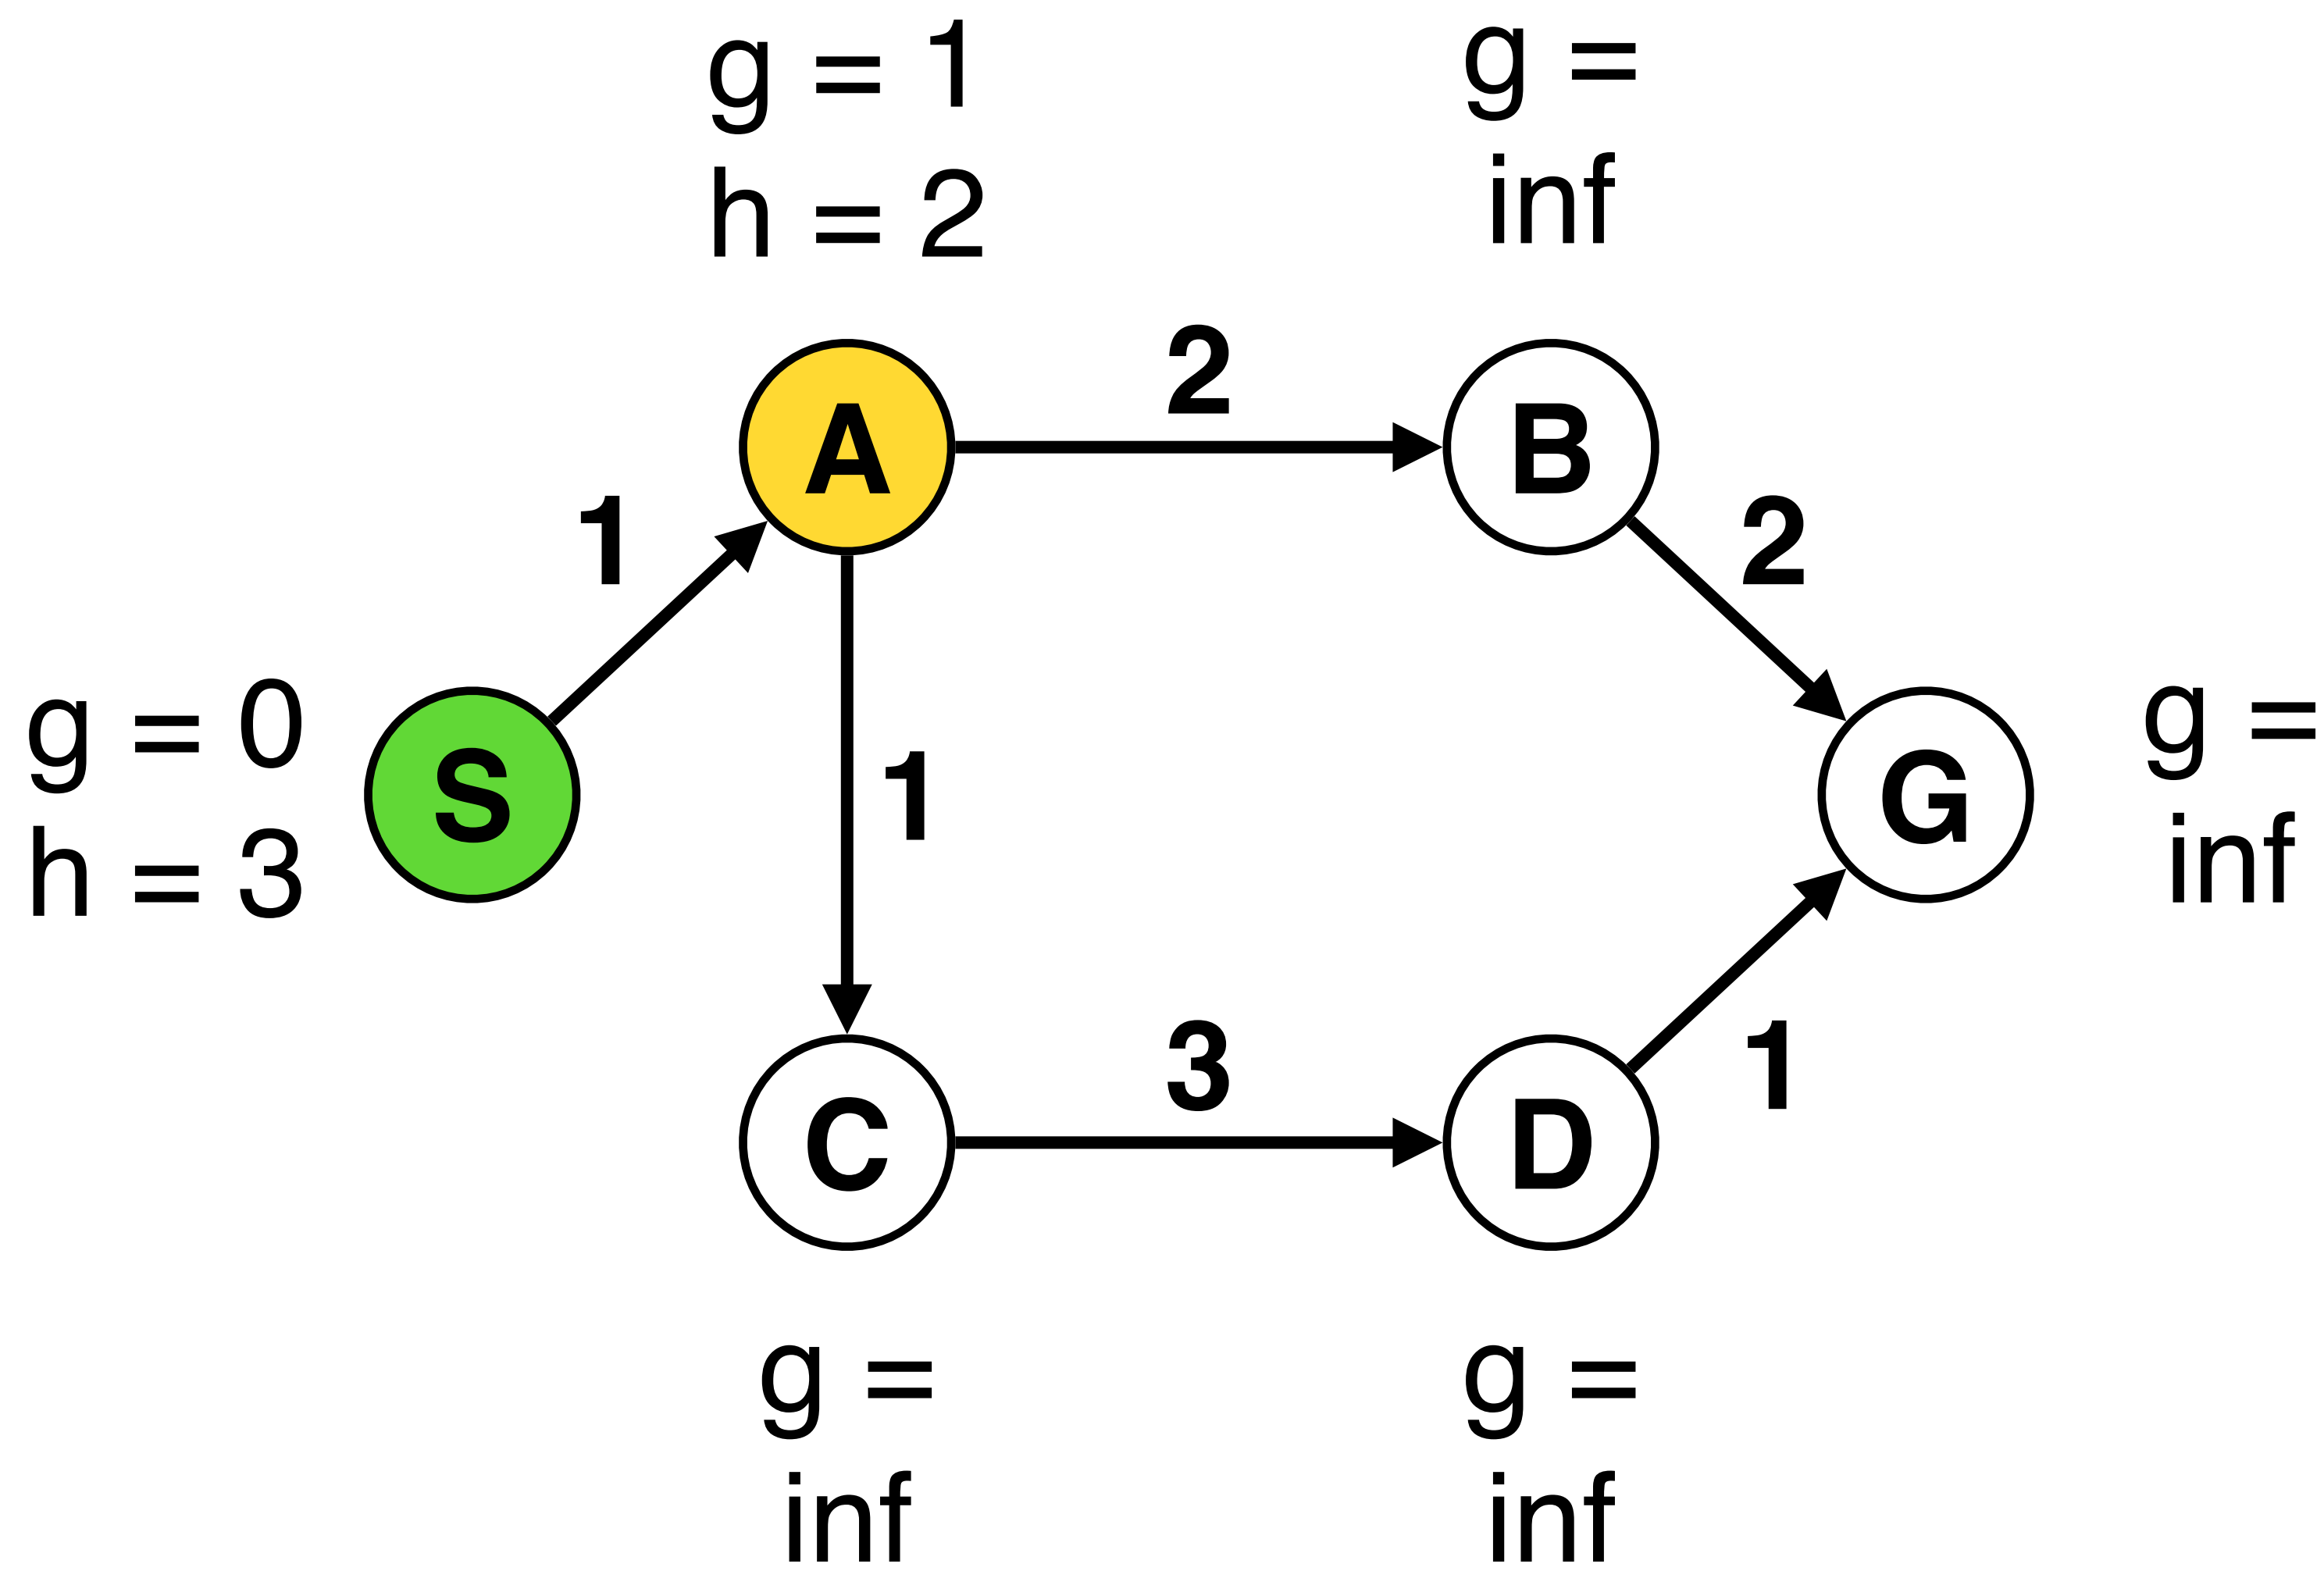 g = 1
h = 2
g =
inf
A
2
B
1
2
g = 0
h = 3
S
1
G
g =
inf
C
3
D
1
g =
inf
g =
inf